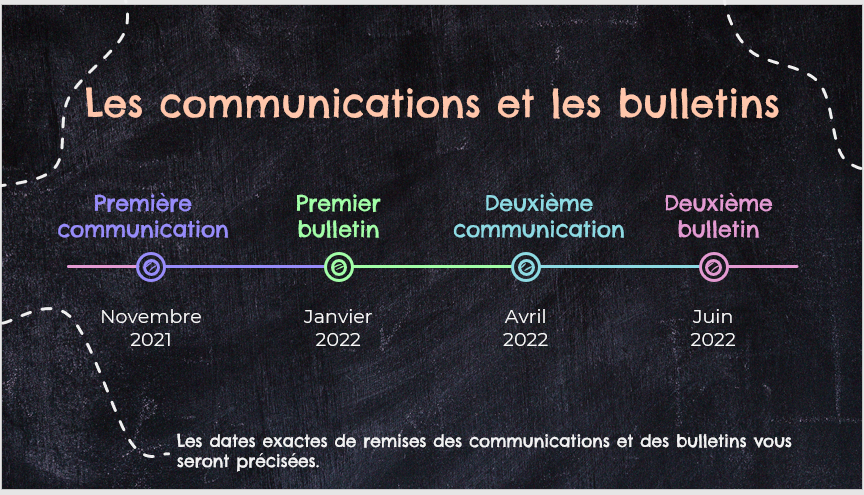 Les communications et les bulletins
Première
communication
Premier
bulletin
Deuxième
communication
Deuxième
bulletin
Novembre
2021
Janvier
2022
Avril
2022
Juin
2022
Les dates exactes de remises des communications et des bulletins vous
seront précisées.